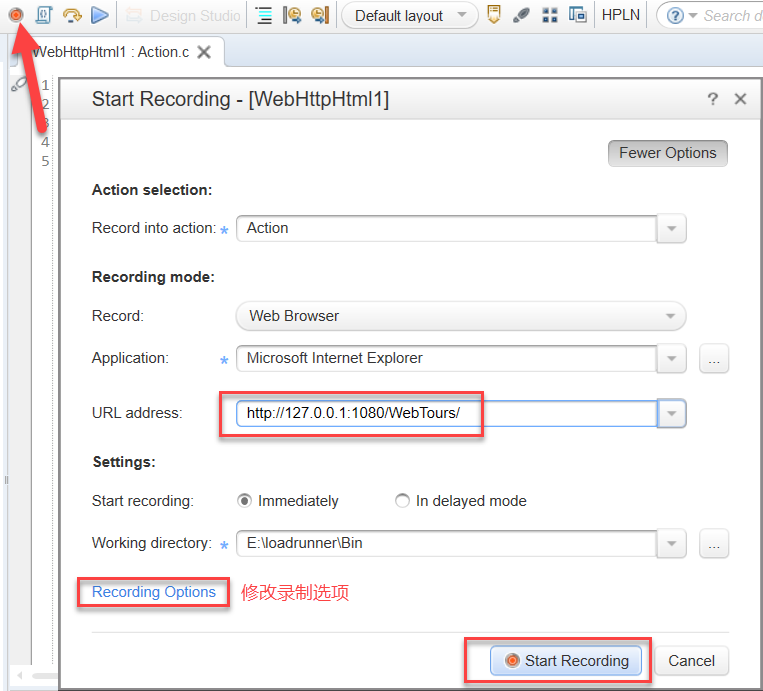 Design Studio
Default layout
HPLN
Search d
WebHttpHtml1 : Action.c
1
2
3
4
5
Start Recording - [WebHttpHtml1]
Fewer Options
Action selection:
Record into action: * Action
Recording mode:
Record: Web Browser
Application: * Microsoft Internet Explorer ...
URL address: http://127.0.0.1:1080/WebTours/
Settings:
Start recording: Immediately In delayed mode
Working directory: * E:\loadrunner\Bin ...
Recording Options 修改录制选项
Start Recording Cancel